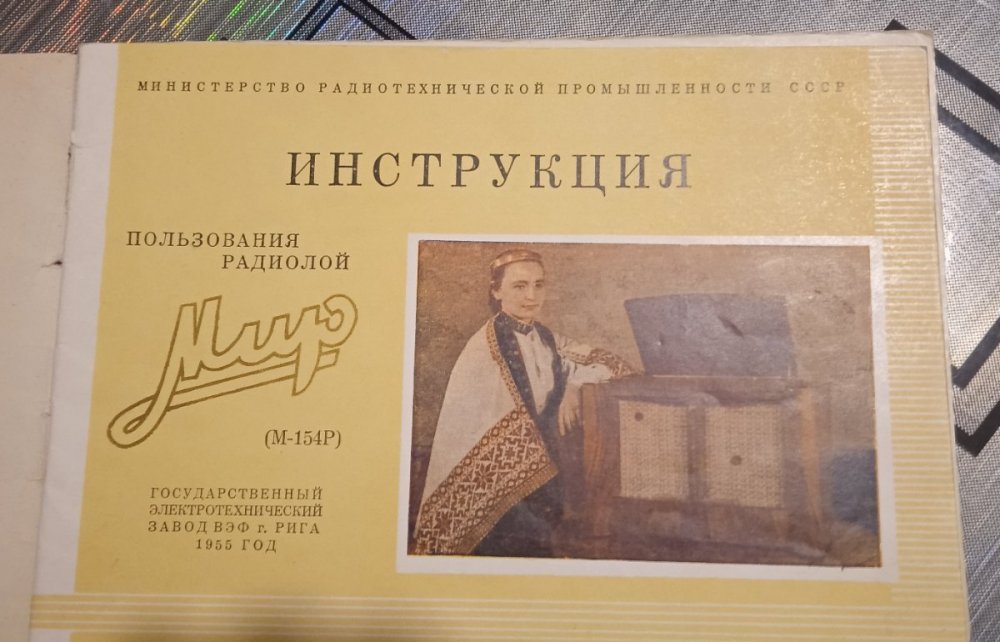 МИНИСТЕРСТВО РАДИОТЕХНИЧЕСКОЙ ПРОМЫШЛЕННОСТИ СССР
ИНСТРУКЦИЯ
ПОЛЬЗОВАНИЯ
РАДИОЛОЙ
Мир
(М-154Р)
ГОСУДАРСТВЕННЫЙ
ЭЛЕКТРОТЕХНИЧЕСКИЙ
ЗАВОД ВЭФ г. РИГА
1955 ГОД